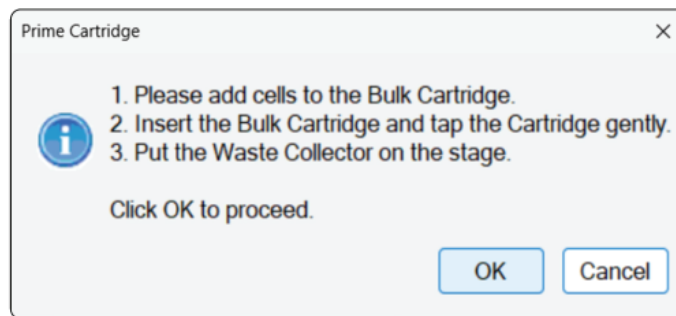 Prime Cartridge
1. Please add cells to the Bulk Cartridge.
2. Insert the Bulk Cartridge and tap the Cartridge gently.
3. Put the Waste Collector on the stage.
Click OK to proceed.
OK Cancel